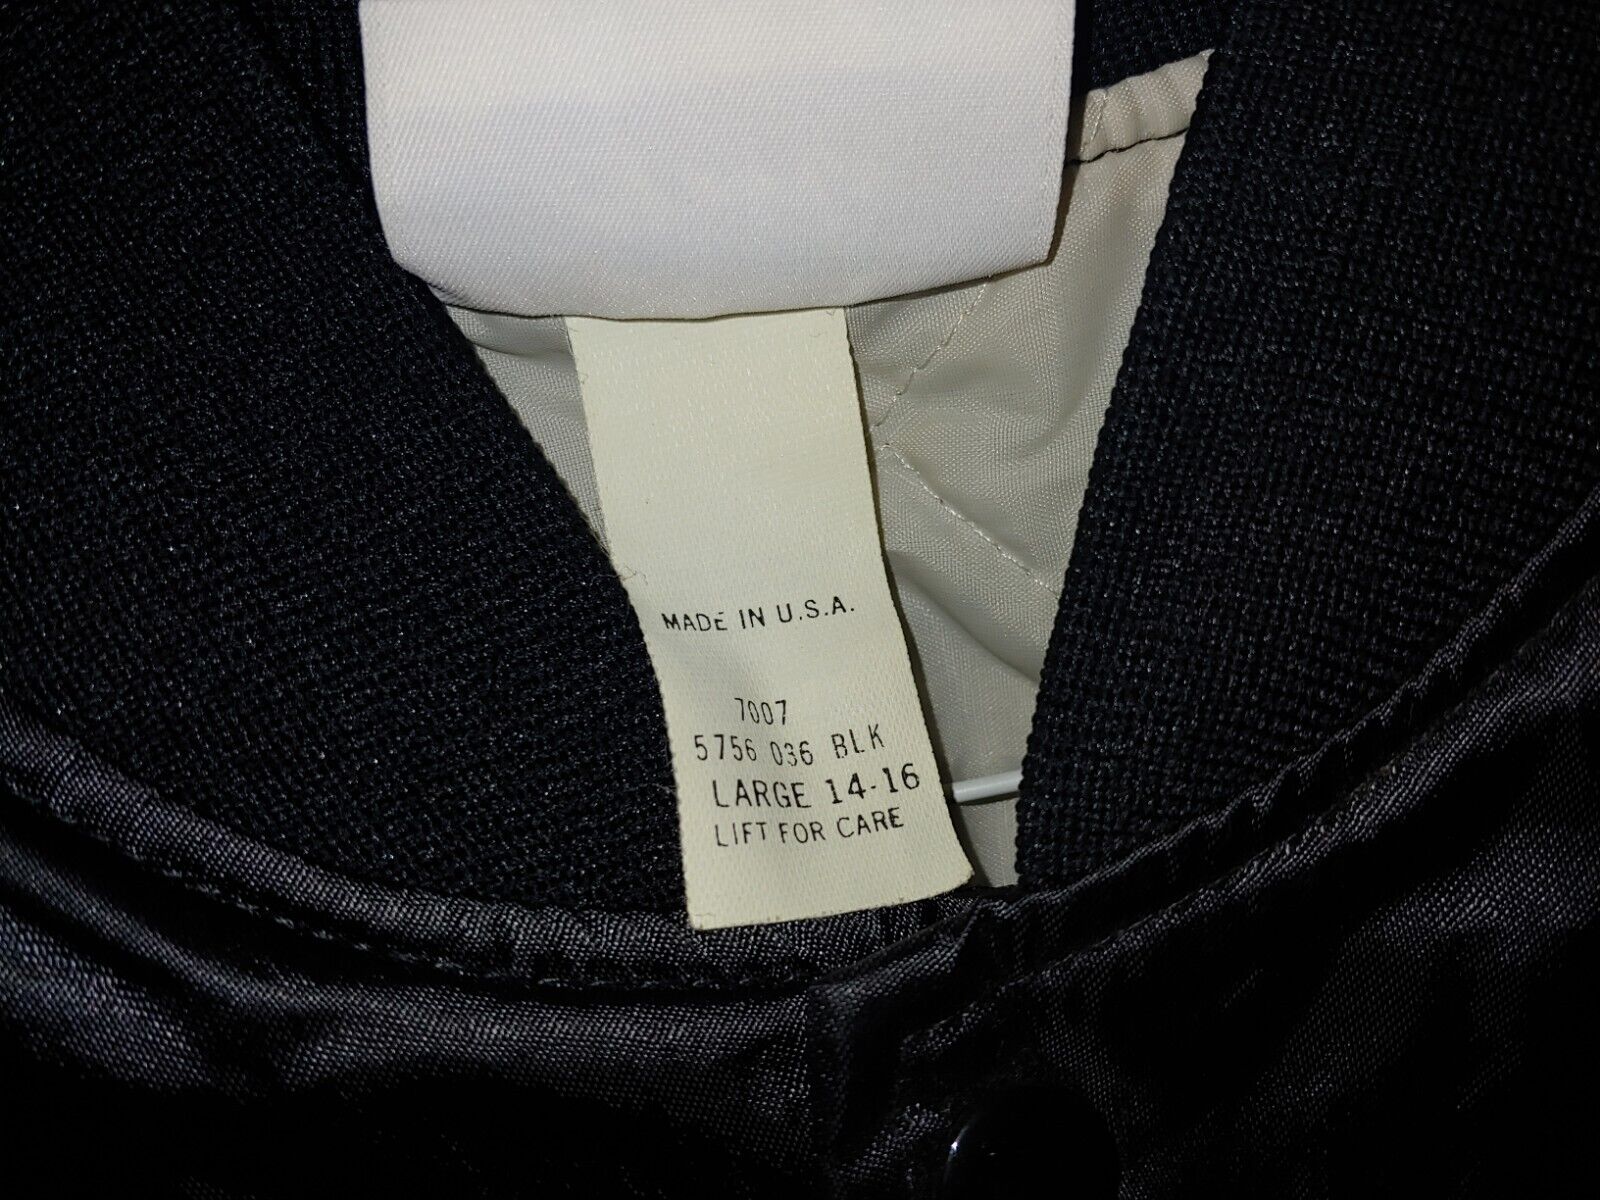 MADE IN U.S.A.
7007
5756 036 BLK
LARGE 14-16
LIFT FOR CARE